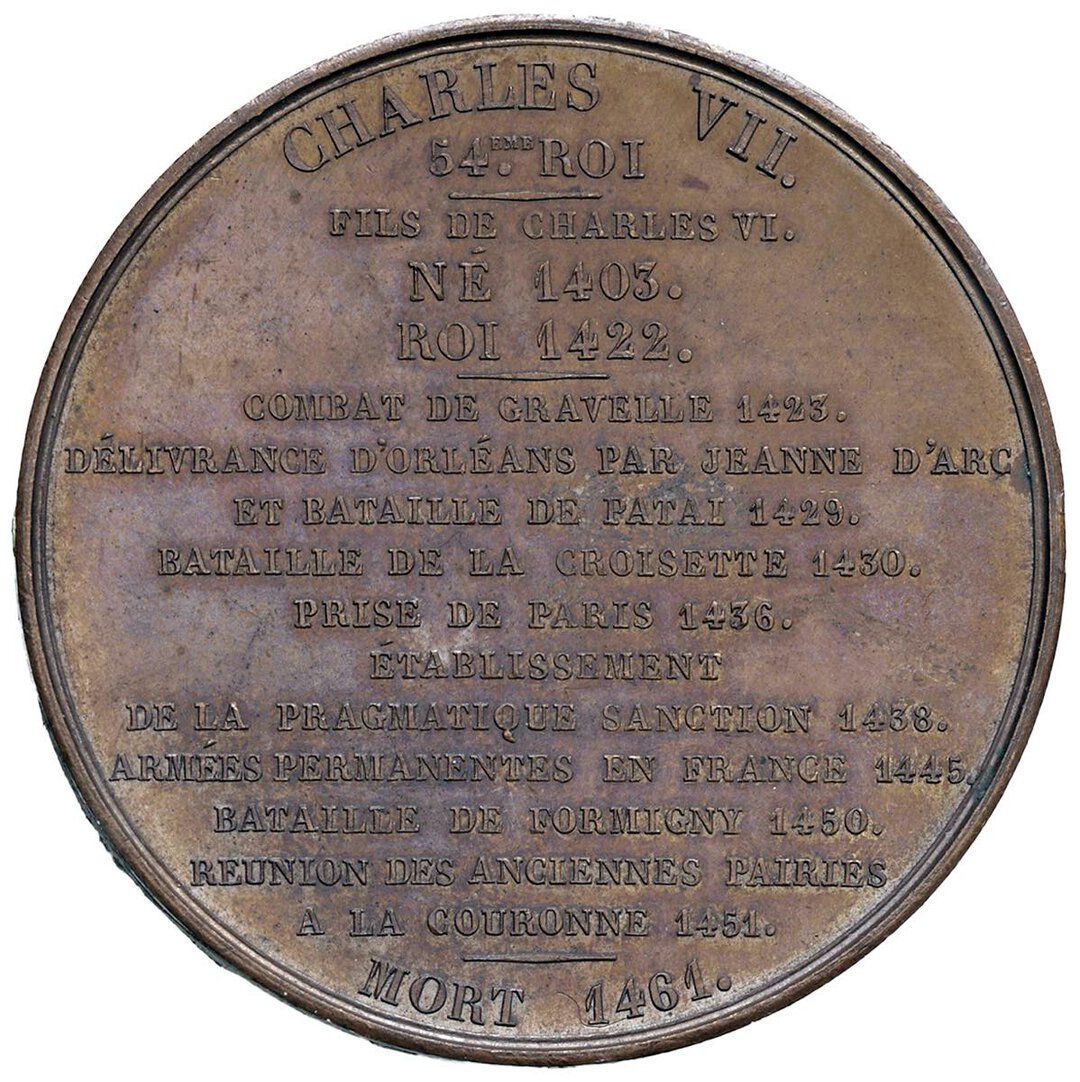 CHARLES VII.
54.EME ROI
FILS DE CHARLES VI.
NÉ 1403.
ROI 1422.
COMBAT DE GRAVELLE 1423.
DÉLIVRANCE D'ORLÉANS PAR JEANNE D'ARC
ET BATAILLE DE PATAI 1429.
BATAILLE DE LA CROISETTE 1430.
PRISE DE PARIS 1436.
ÉTABLISSEMENT
DE LA PRAGMATIQUE SANCTION 1438.
ARMÉES PERMANENTES EN FRANCE 1445.
BATAILLE DE FORMIGNY 1450.
REUNION DES ANCIENNES PAIRIES
A LA COURONNE 1451.
MORT 1461.